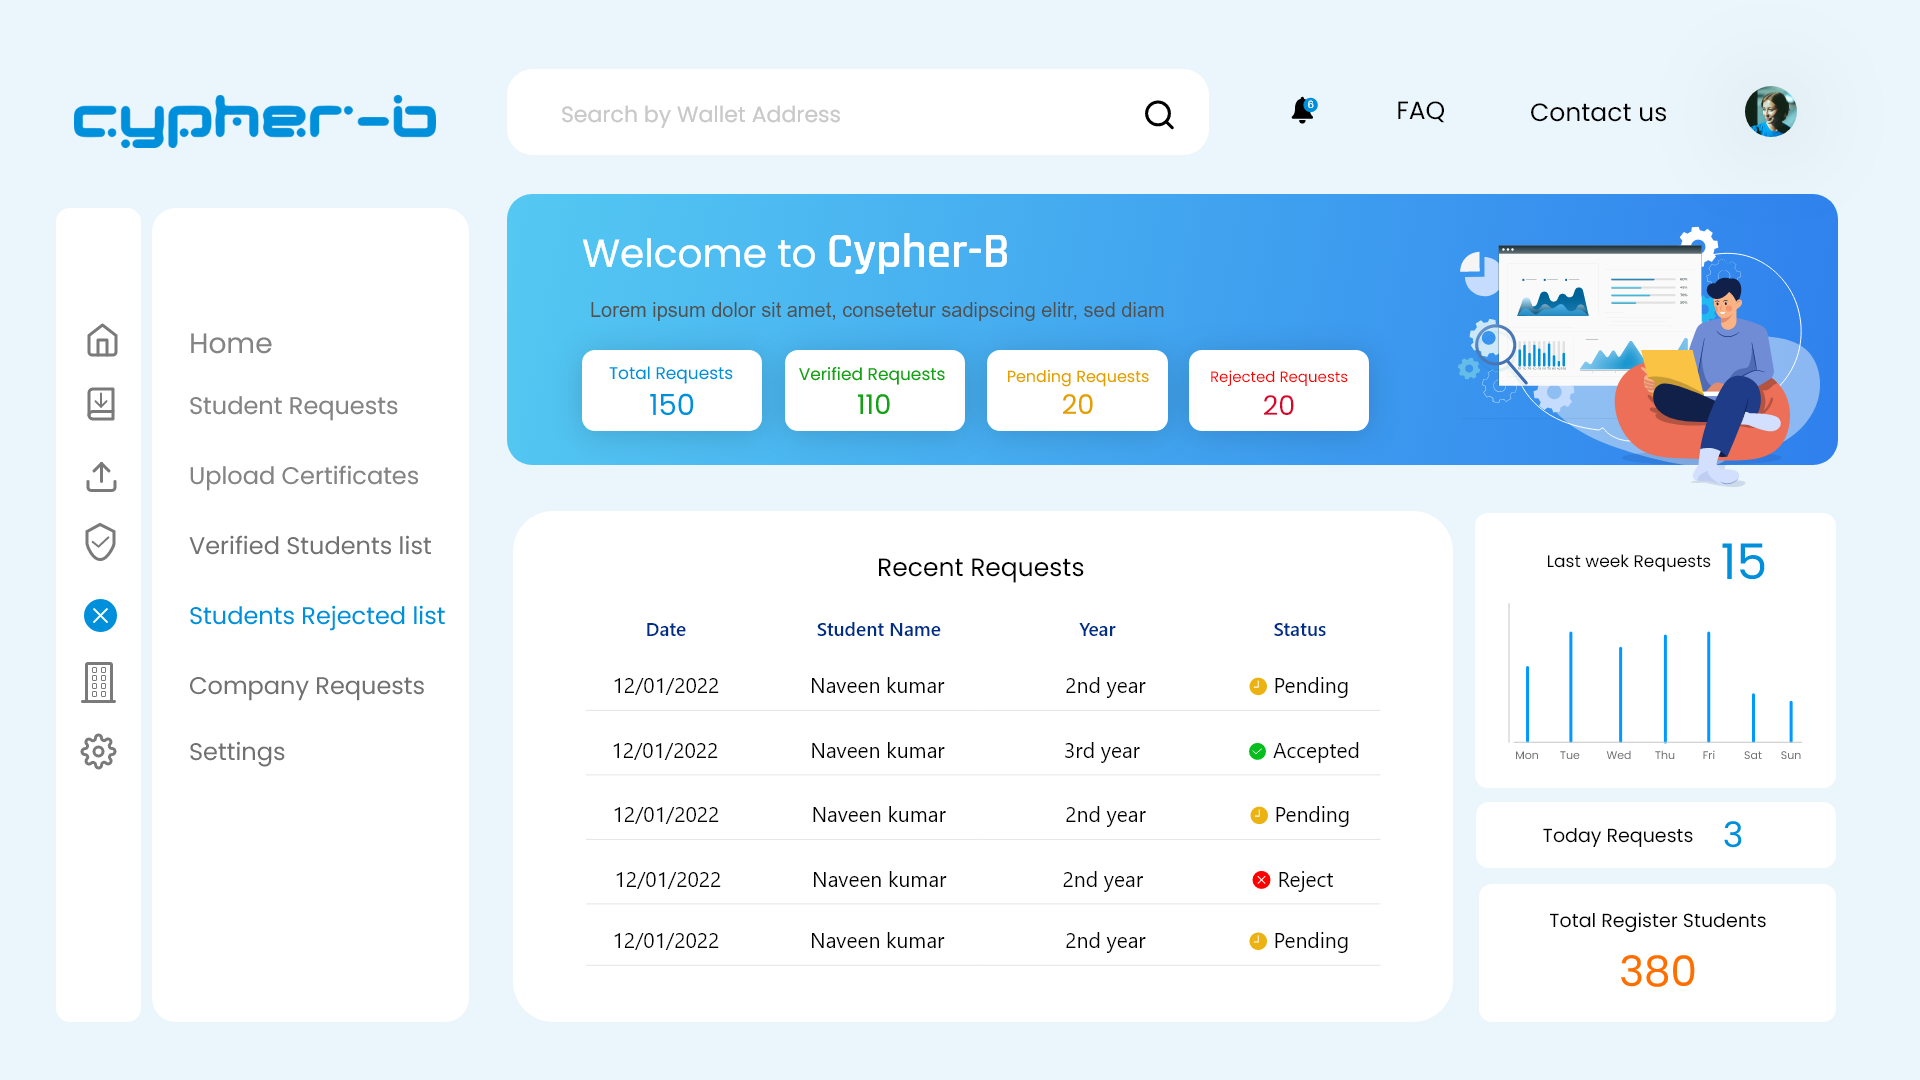 cypher-b
Search by Wallet Address
6
FAQ
Contact us
Home
Student Requests
Upload Certificates
Verified Students list
Students Rejected list
Company Requests
Settings
Welcome to Cypher-B
Lorem ipsum dolor sit amet, consetetur sadipscing elitr, sed diam
Total Requests
150
Verified Requests
110
Pending Requests
20
Rejected Requests
20
Recent Requests
Date Student Name Year Status
12/01/2022 Naveen kumar 2nd year Pending
12/01/2022 Naveen kumar 3rd year Accepted
12/01/2022 Naveen kumar 2nd year Pending
12/01/2022 Naveen kumar 2nd year Reject
12/01/2022 Naveen kumar 2nd year Pending
Last week Requests 15
Mon Tue Wed Thu Fri Sat Sun
Today Requests 3
Total Register Students
380